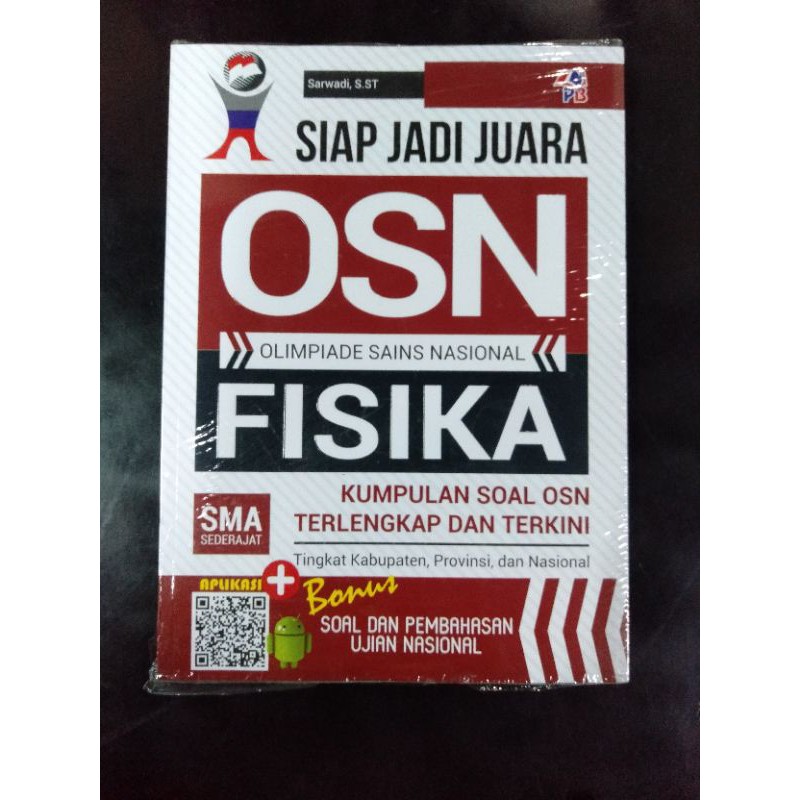 Sarwadi, S.ST
PB
SIAP JADI JUARA
OSN
OLIMPIADE SAINS NASIONAL
FISIKA
KUMPULAN SOAL OSN
TERLENGKAP DAN TERKINI
SMA
SEDERAJAT
Tingkat Kabupaten, Provinsi, dan Nasional
APLIKASI +
Bonus
SOAL DAN PEMBAHASAN
UJIAN NASIONAL